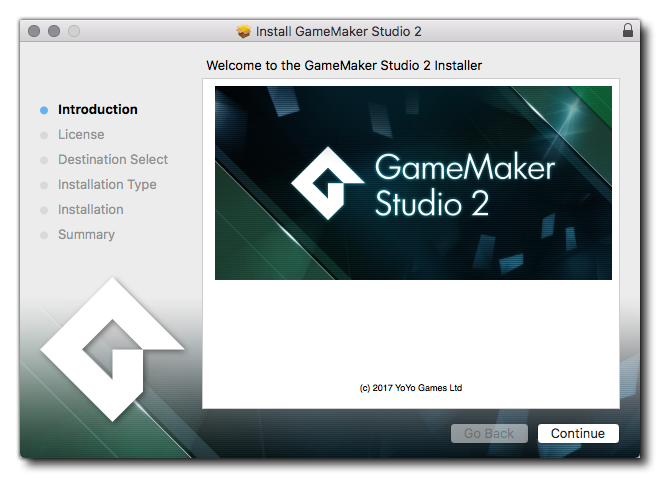 Install GameMaker Studio 2
Welcome to the GameMaker Studio 2 Installer
Introduction
License
Destination Select
Installation Type
Installation
Summary
GameMaker
Studio 2
(c) 2017 YoYo Games Ltd
Go Back
Continue